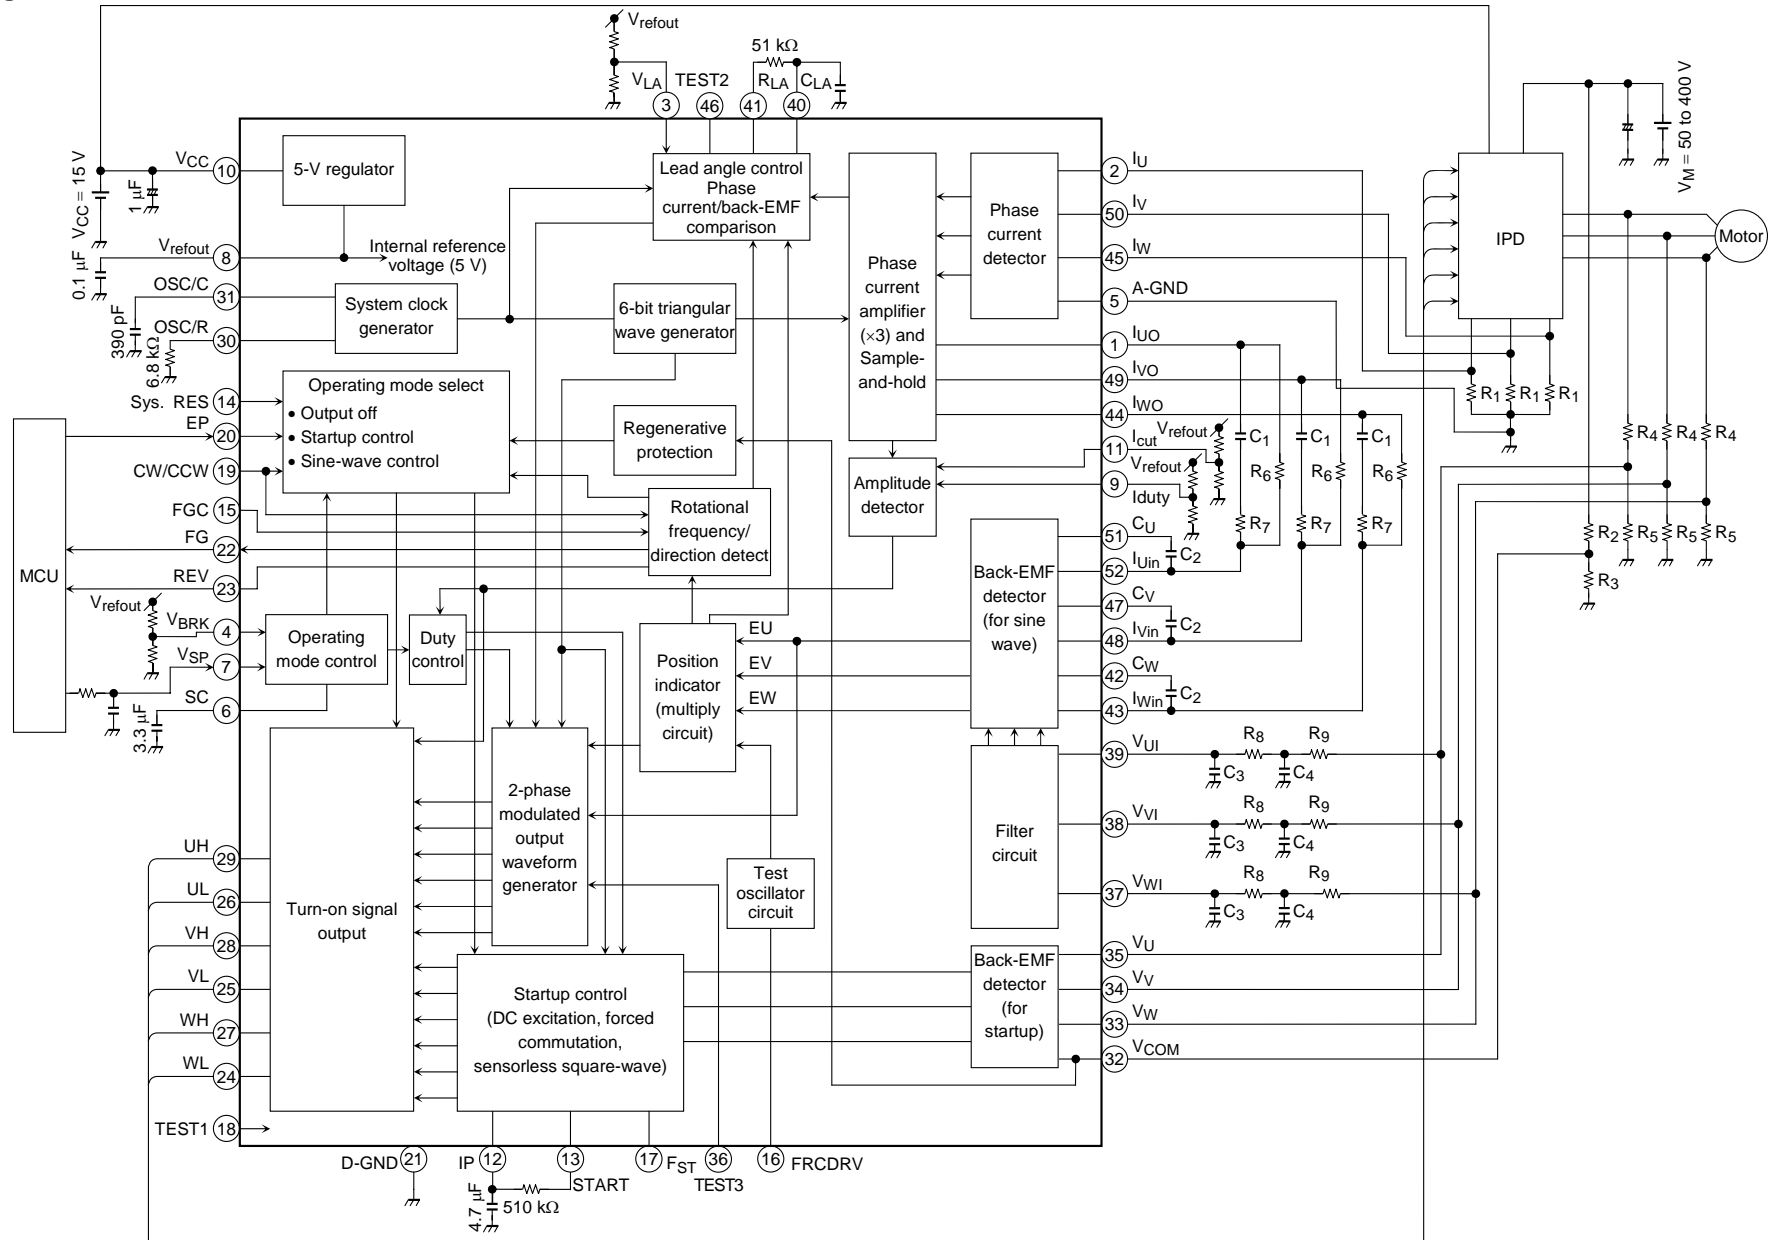 Vrefout
51 kΩ
VLA
TEST2
RLA
CLA
3
46
41
40
VCC
10
5-V regulator
VCC = 15 V
1 μF
Vrefout
8
Internal reference
voltage (5 V)
0.1 μF
OSC/C
31
System clock
generator
390 pF
OSC/R
30
6.8 kΩ
6-bit triangular
wave generator
Lead angle control
Phase
current/back-EMF
comparison
Phase
current
amplifier
(×3) and
Sample-
and-hold
Phase
current
detector
IU
2
IV
50
IW
45
A-GND
5
IUO
1
IVO
49
IWO
44
Icut
11
Vrefout
Vrefout
9
Iduty
IPD
Motor
VM = 50 to 400 V
R1
R1
R1
C1
C1
C1
R6
R6
R6
R7
R7
R7
R4
R4
R4
R2
R5
R5
R5
R3
MCU
Sys. RES
14
EP
20
CW/CCW
19
FGC
15
FG
22
REV
23
Vrefout
VBRK
4
VSP
7
SC
6
3.3 μF
Operating mode select
• Output off
• Startup control
• Sine-wave control
Regenerative
protection
Rotational
frequency/
direction detect
Amplitude
detector
Operating
mode control
Duty
control
Position
indicator
(multiply
circuit)
EU
EV
EW
Back-EMF
detector
(for sine
wave)
CU
51
C2
IUin
52
CV
47
C2
IVin
48
CW
42
C2
IWin
43
VUI
39
R8
R9
C3
C4
VVI
38
R8
R9
C3
C4
VWI
37
R8
R9
C3
C4
Filter
circuit
2-phase
modulated
output
waveform
generator
Test
oscillator
circuit
Turn-on signal
output
UH
29
UL
26
VH
28
VL
25
WH
27
WL
24
TEST1
18
Startup control
(DC excitation, forced
commutation,
sensorless square-wave)
Back-EMF
detector
(for
startup)
VU
35
VV
34
VW
33
VCOM
32
D-GND
21
IP
12
13
START
17
FST
36
TEST3
16
FRCDRV
4.7 μF
510 kΩ